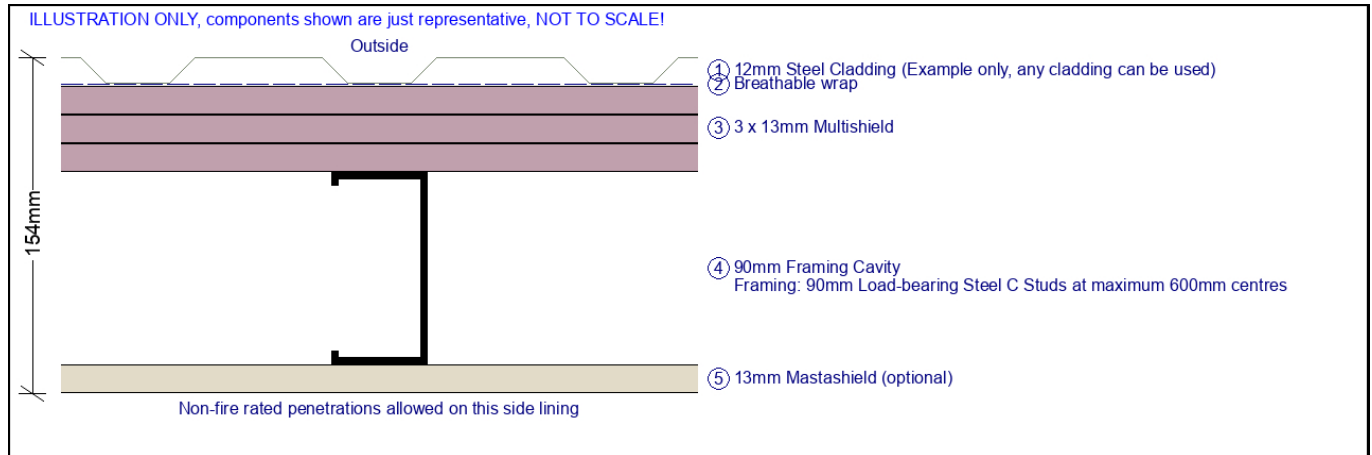 ILLUSTRATION ONLY, components shown are just representative, NOT TO SCALE!
Outside
① 12mm Steel Cladding (Example only, any cladding can be used)
② Breathable wrap
③ 3 x 13mm Multishield
154mm
④ 90mm Framing Cavity
Framing: 90mm Load-bearing Steel C Studs at maximum 600mm centres
⑤ 13mm Mastashield (optional)
Non-fire rated penetrations allowed on this side lining